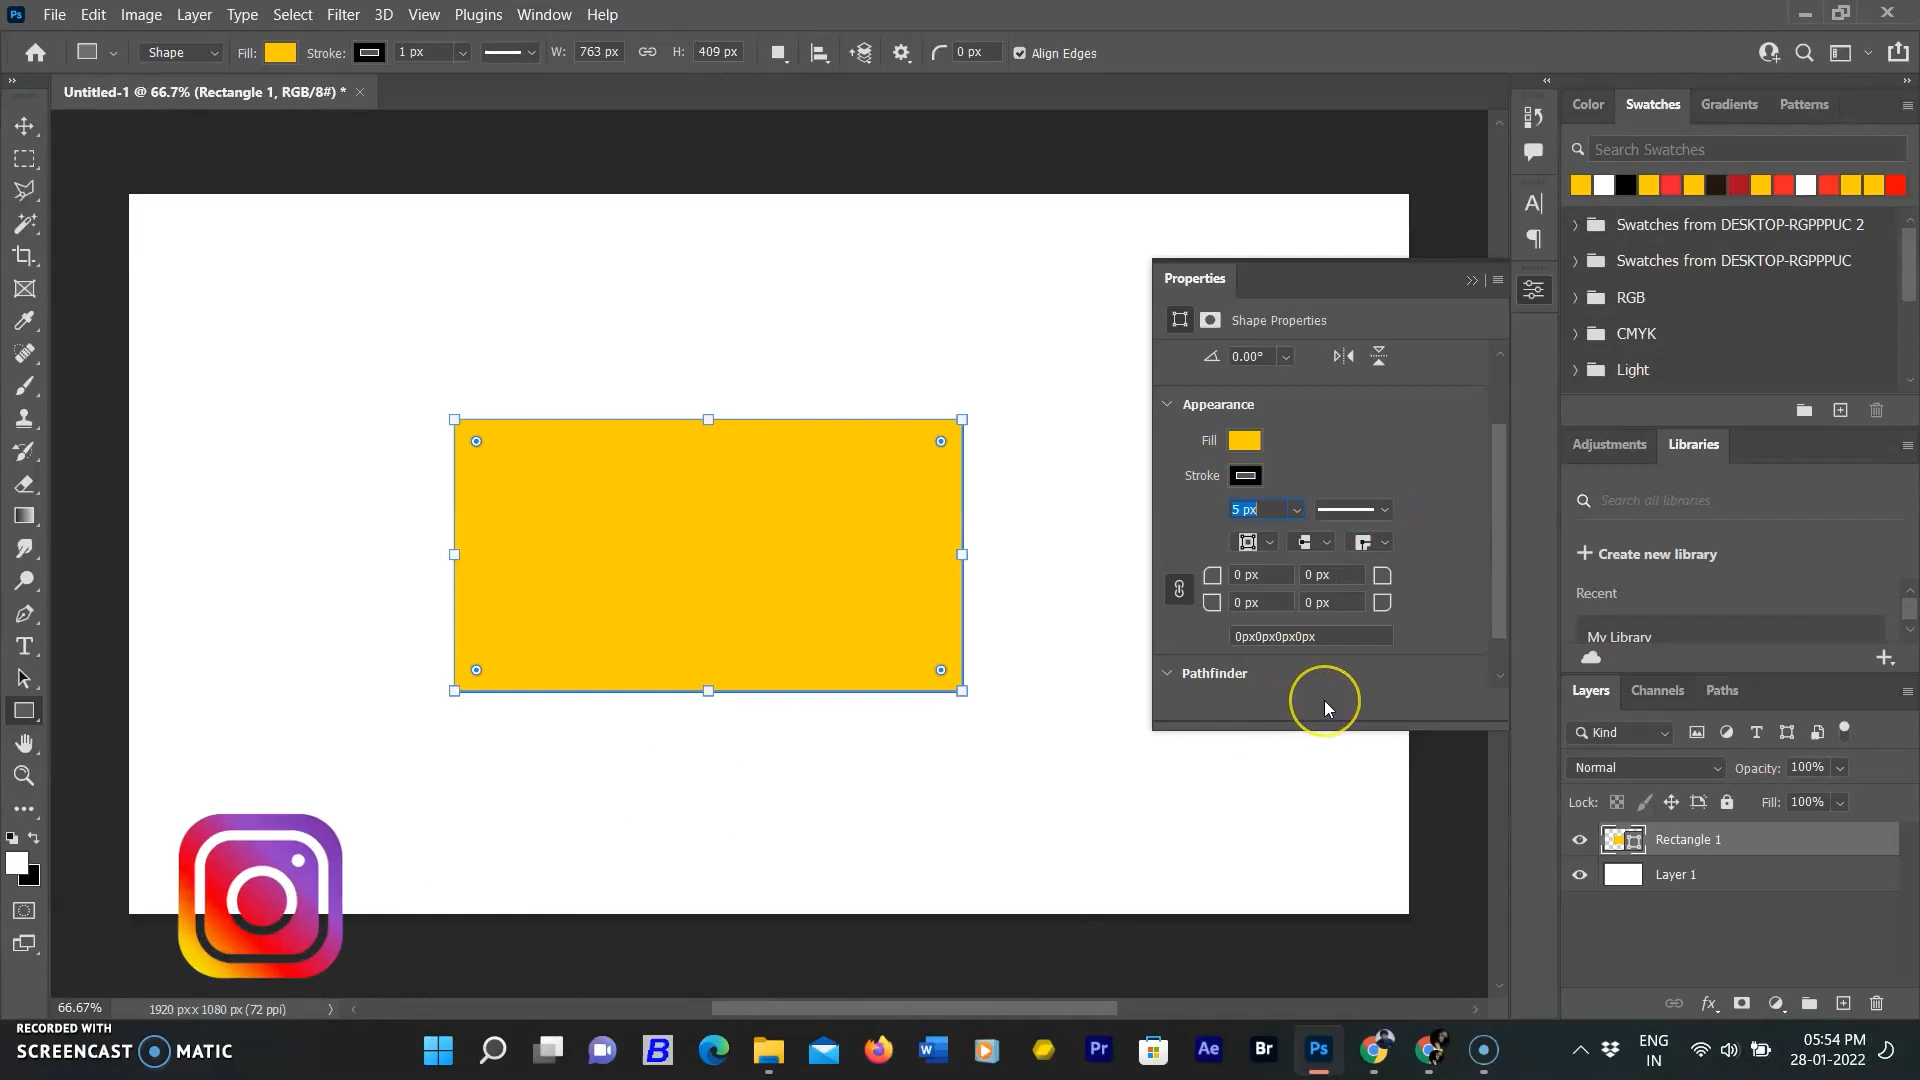 Ps File Edit Image Layer Type Select Filter 3D View Plugins Window Help
Shape Fill: Stroke: 1 px W: 763 px H: 409 px 0 px Align Edges
Untitled-1 @ 66.7% (Rectangle 1, RGB/8#) *
Color Swatches Gradients Patterns
Search Swatches
Swatches from DESKTOP-RGPPPUC 2
Swatches from DESKTOP-RGPPPUC
RGB
CMYK
Light
Properties
Shape Properties
0.00°
Appearance
Fill
Stroke
5 px
0 px 0 px
0 px 0 px
0px0px0px0px
Pathfinder
Adjustments Libraries
Search all libraries
Create new library
Recent
My Library
Layers Channels Paths
Kind
Normal Opacity: 100%
Lock: Fill: 100%
Rectangle 1
Layer 1
fx
66.67% 1920 px x 1080 px (72 ppi)
RECORDED WITH
SCREENCAST MATIC
B
W
Pr
Ae
Br
Ps
ENG
IN
05:54 PM
28-01-2022